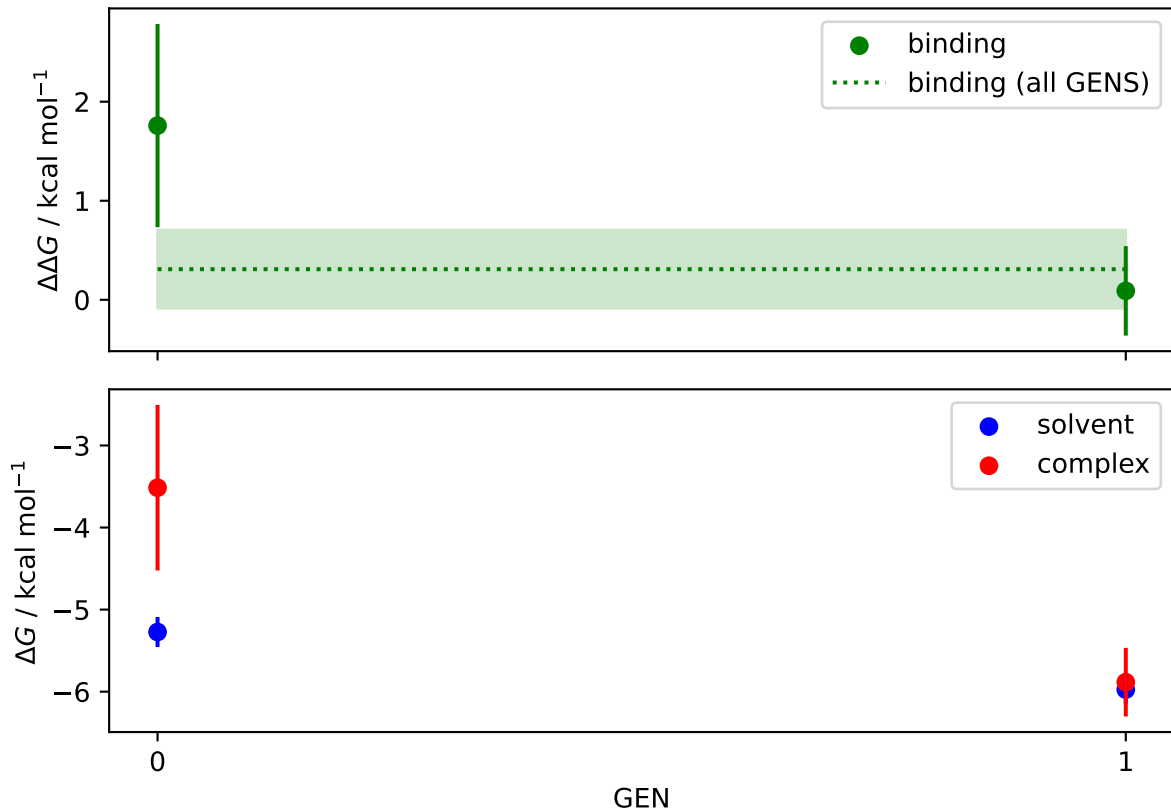 binding
binding (all GENS)
ΔΔG / kcal mol⁻¹
2
1
0
solvent
complex
ΔG / kcal mol⁻¹
−3
−4
−5
−6
0
1
GEN